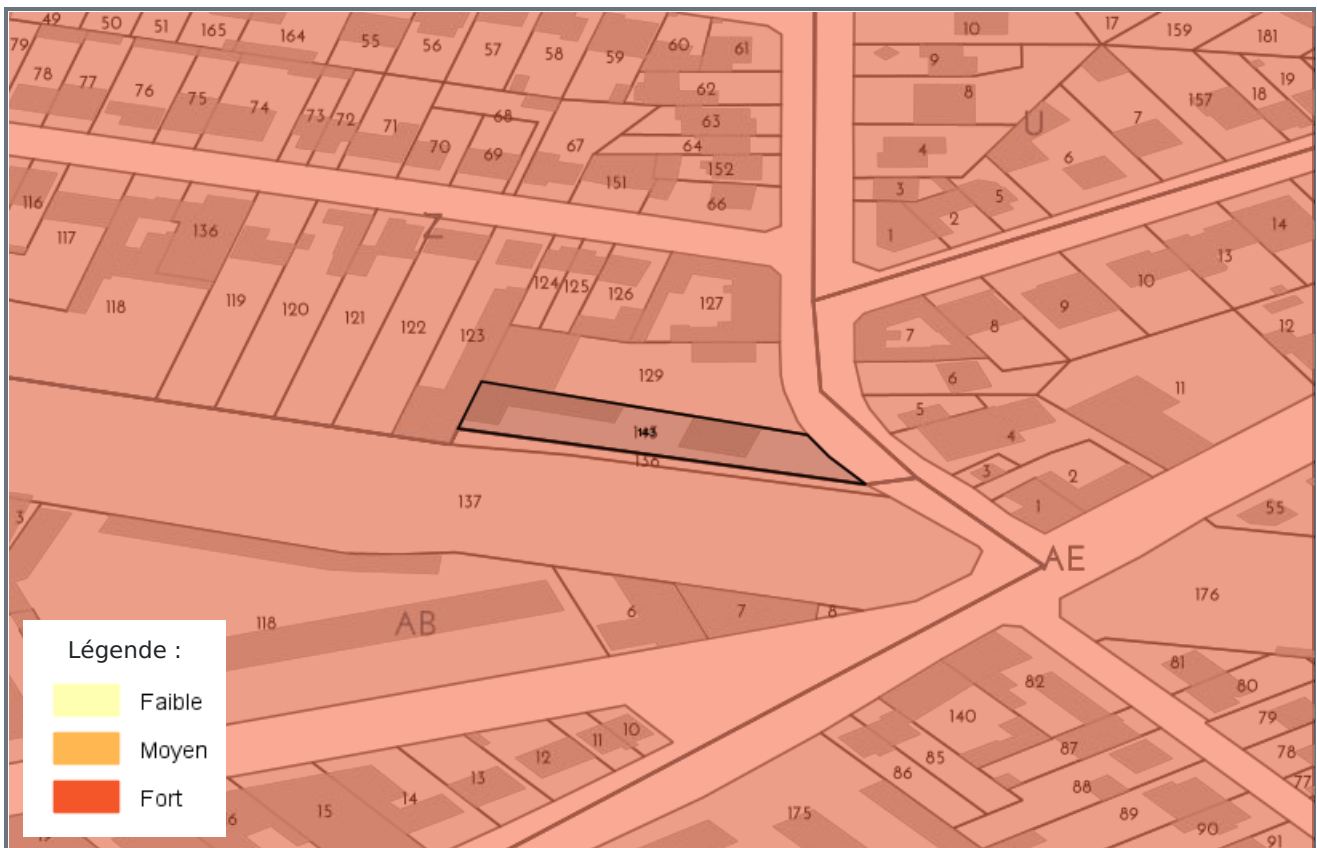 49 50 51 165 164 55 56 57 58 59 60 61 10 17 159 181
79 78 77 76 75 74 73 72 71 70 68 69 67 62 63 64 152 151 66
9 8 4 3 1 2 5 U 6 7 157 18 19
116 117 136 118 119 120 121 122 Z 123 124 125 126 127
14 13 10 9 8 7 12
129 6 5 4 11
143
136 3 2 1
137 55
3 AE
176
118 AB 6 7 8
Légende :
Faible
Moyen
Fort
81 80 79 78 77
82 140 85 86 87 88 89 90 91
10 11 12 13 14 15 6
175